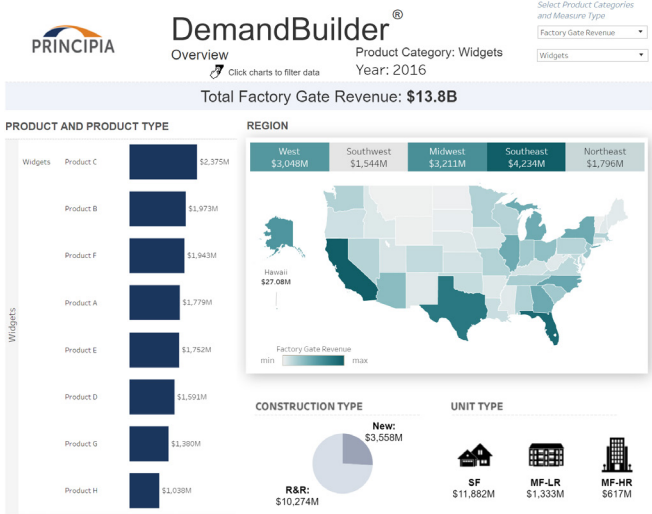 PRINCIPIA
DemandBuilder®
Overview
Click charts to filter data
Product Category: Widgets
Year: 2016
Select Product Categories
and Measure Type
Factory Gate Revenue
Widgets
Total Factory Gate Revenue: $13.8B
PRODUCT AND PRODUCT TYPE
Widgets
Widgets
Product C
$2,375M
Product B
$1,973M
Product F
$1,943M
Product A
$1,779M
Product E
$1,752M
Product D
$1,591M
Product G
$1,380M
Product H
$1,038M
REGION
West
$3,048M
Southwest
$1,544M
Midwest
$3,211M
Southeast
$4,234M
Northeast
$1,796M
Hawaii
$27.08M
Factory Gate Revenue
min
max
CONSTRUCTION TYPE
New:
$3,558M
R&R:
$10,274M
UNIT TYPE
SF
$11,882M
MF-LR
$1,333M
MF-HR
$617M